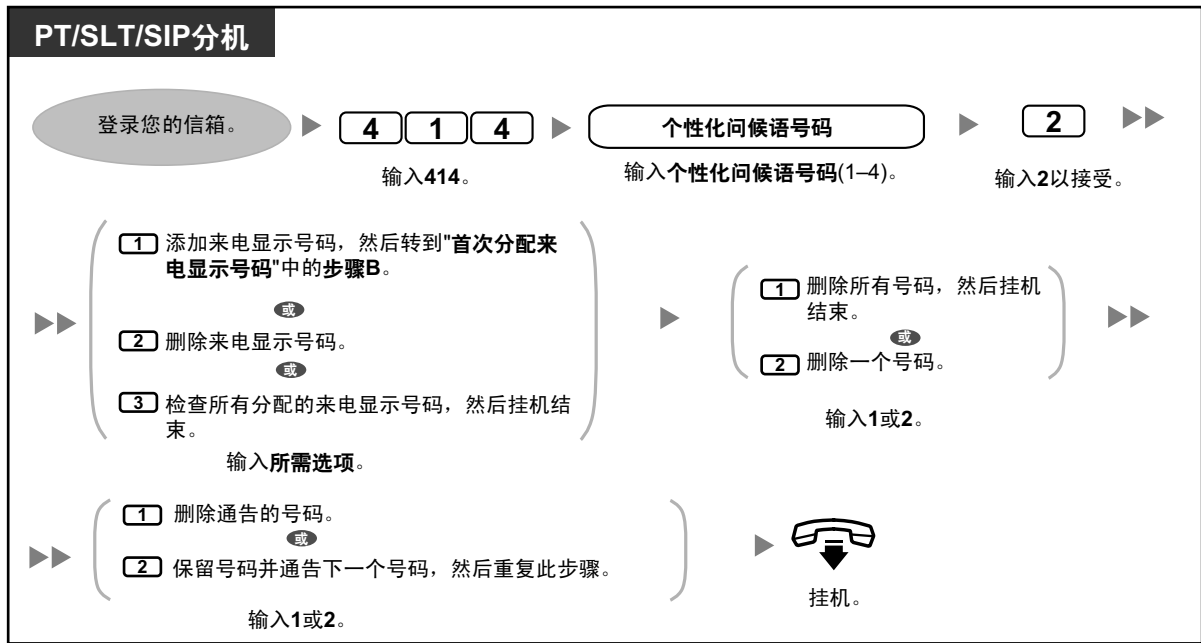 PT/SLT/SIP分机
登录您的信箱。
4 1 4
个性化问候语号码
2
输入414。
输入个性化问候语号码(1–4)。
输入2以接受。
1 添加来电显示号码，然后转到"首次分配来
电显示号码"中的步骤B。
或
2 删除来电显示号码。
或
3 检查所有分配的来电显示号码，然后挂机结
束。
输入所需选项。
1 删除所有号码，然后挂机
结束。
或
2 删除一个号码。
输入1或2。
1 删除通告的号码。
或
2 保留号码并通告下一个号码，然后重复此步骤。
输入1或2。
挂机。